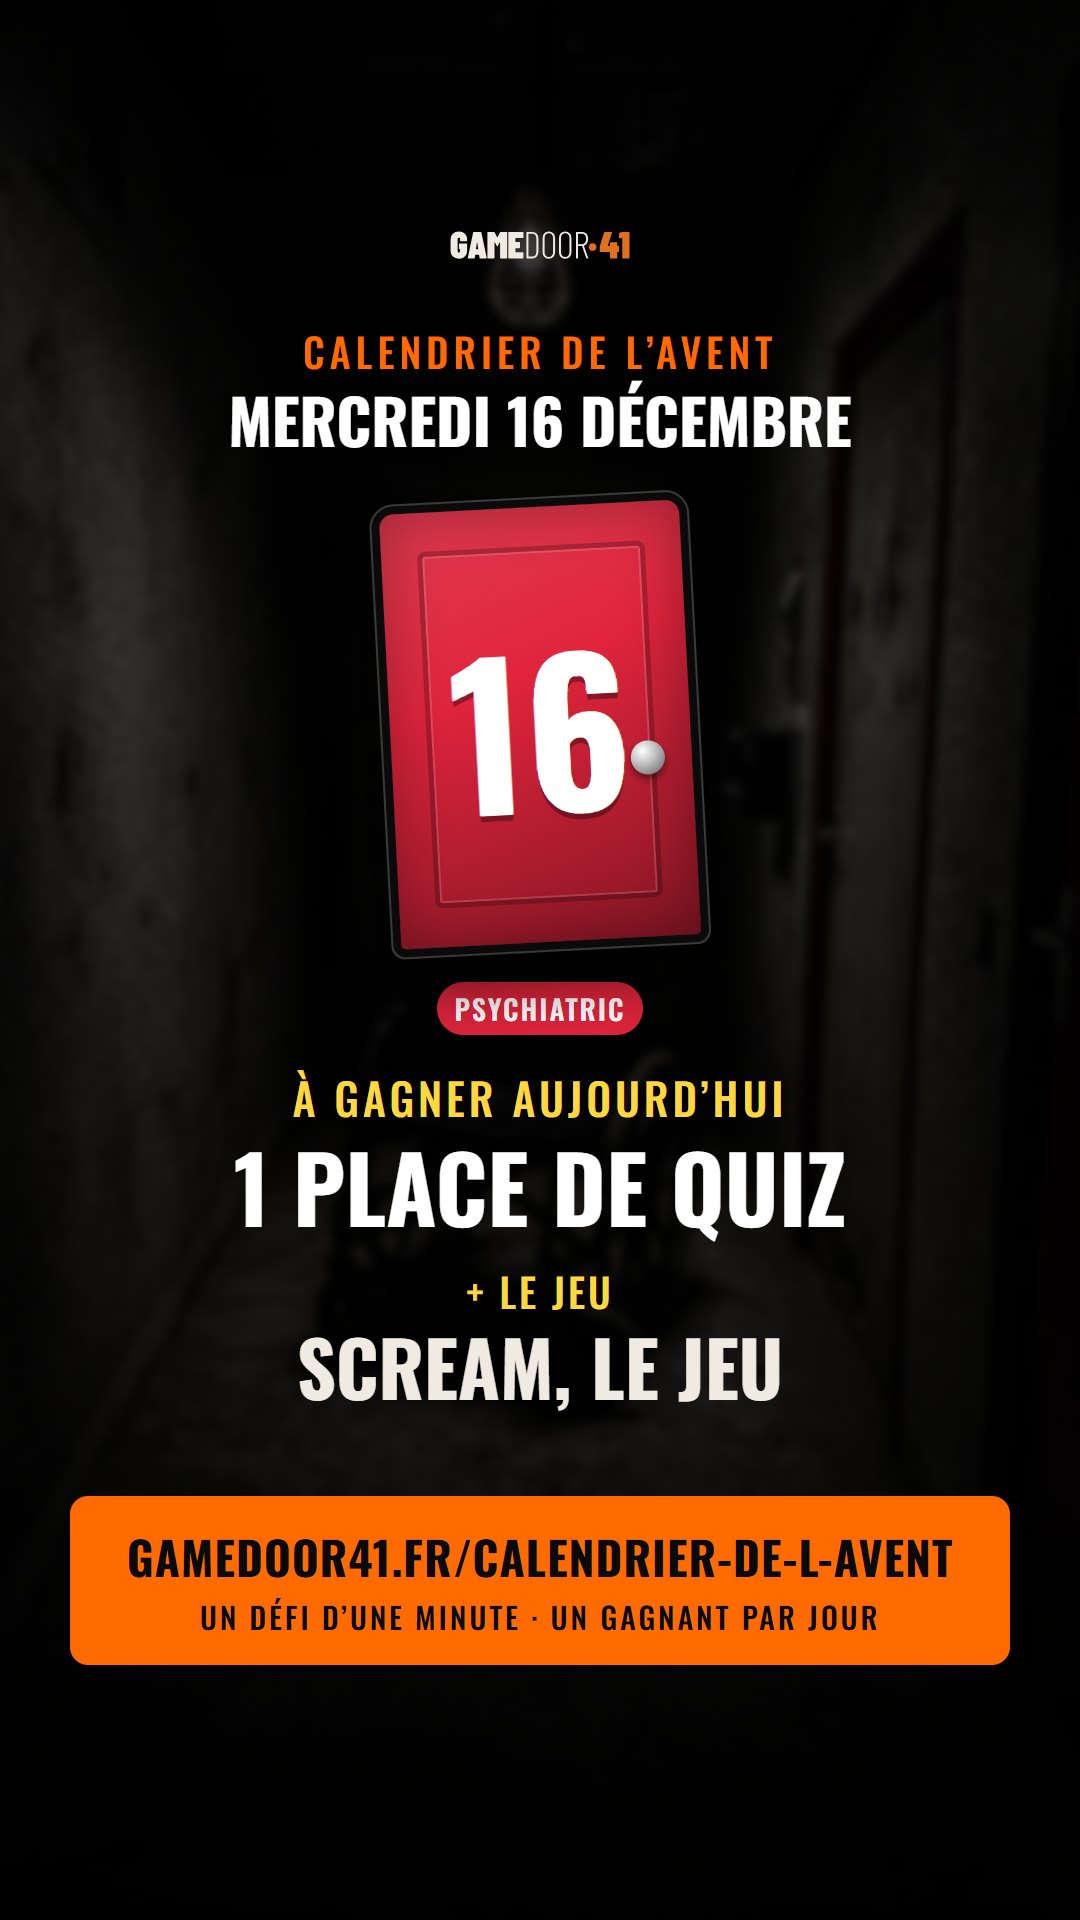 GAMEDOOR·41
CALENDRIER DE L’AVENT
MERCREDI 16 DÉCEMBRE
16
PSYCHIATRIC
À GAGNER AUJOURD’HUI
1 PLACE DE QUIZ
+ LE JEU
SCREAM, LE JEU
GAMEDOOR41.FR/CALENDRIER-DE-L-AVENT
UN DÉFI D’UNE MINUTE · UN GAGNANT PAR JOUR